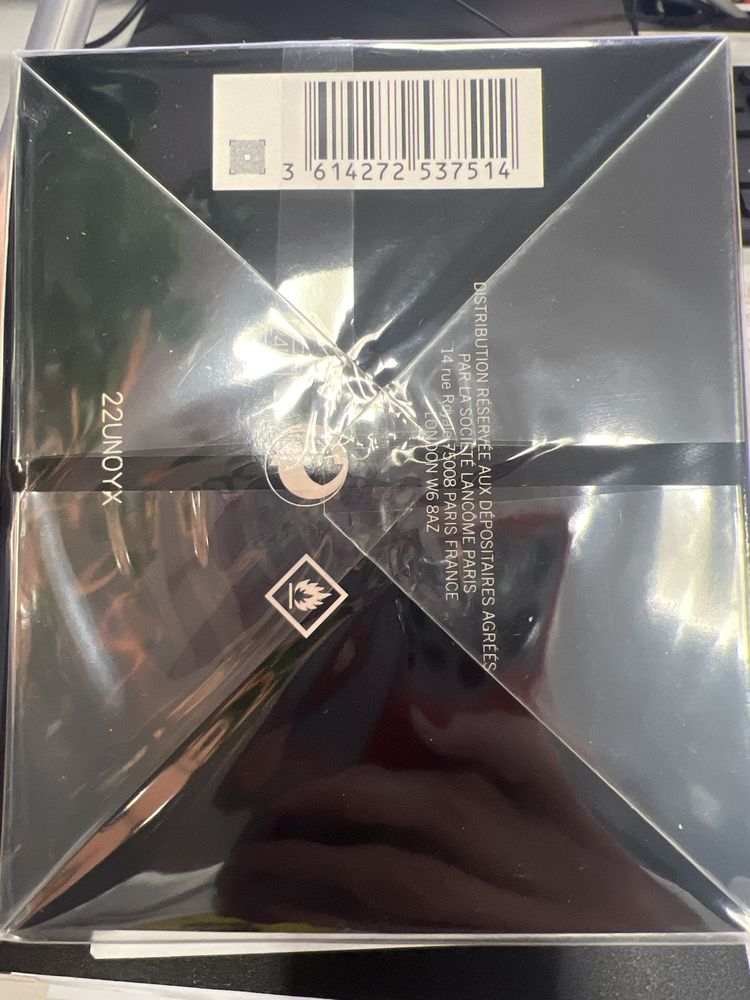 3 614272 537514
DISTRIBUTION RÉSERVÉE AUX DÉPOSITAIRES AGRÉÉS
PAR LA SOCIÉTÉ LANCÔME PARIS
14 rue Royale 75008 PARIS FRANCE
LONDON W6 8AZ
22UNOYX